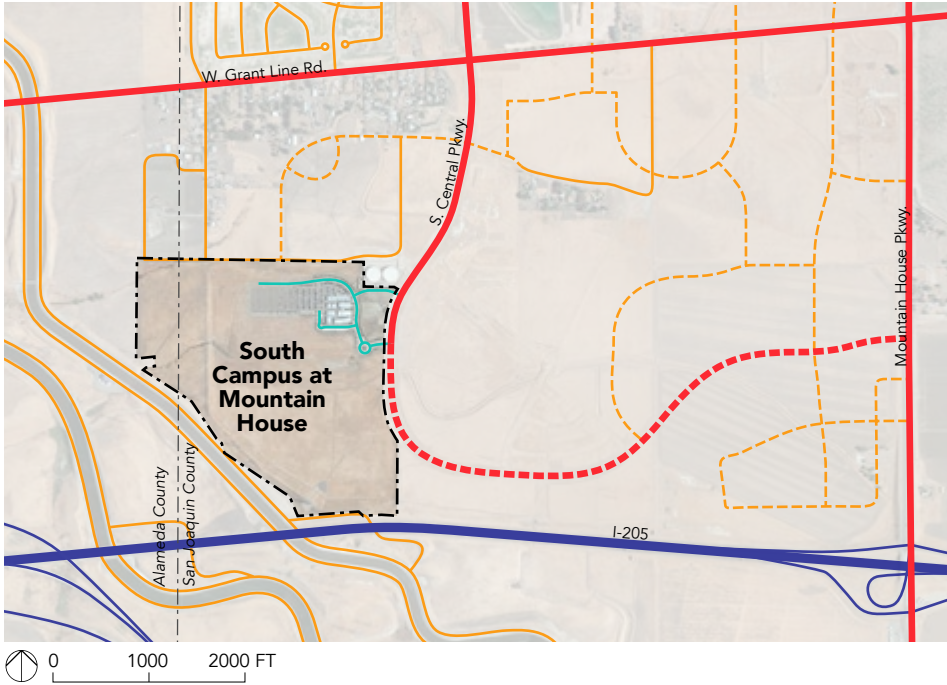 W. Grant Line Rd.
S. Central Pkwy.
Mountain House Pkwy.
South
Campus at
Mountain
House
Alameda County
San Joaquin County
I-205
0 1000 2000 FT